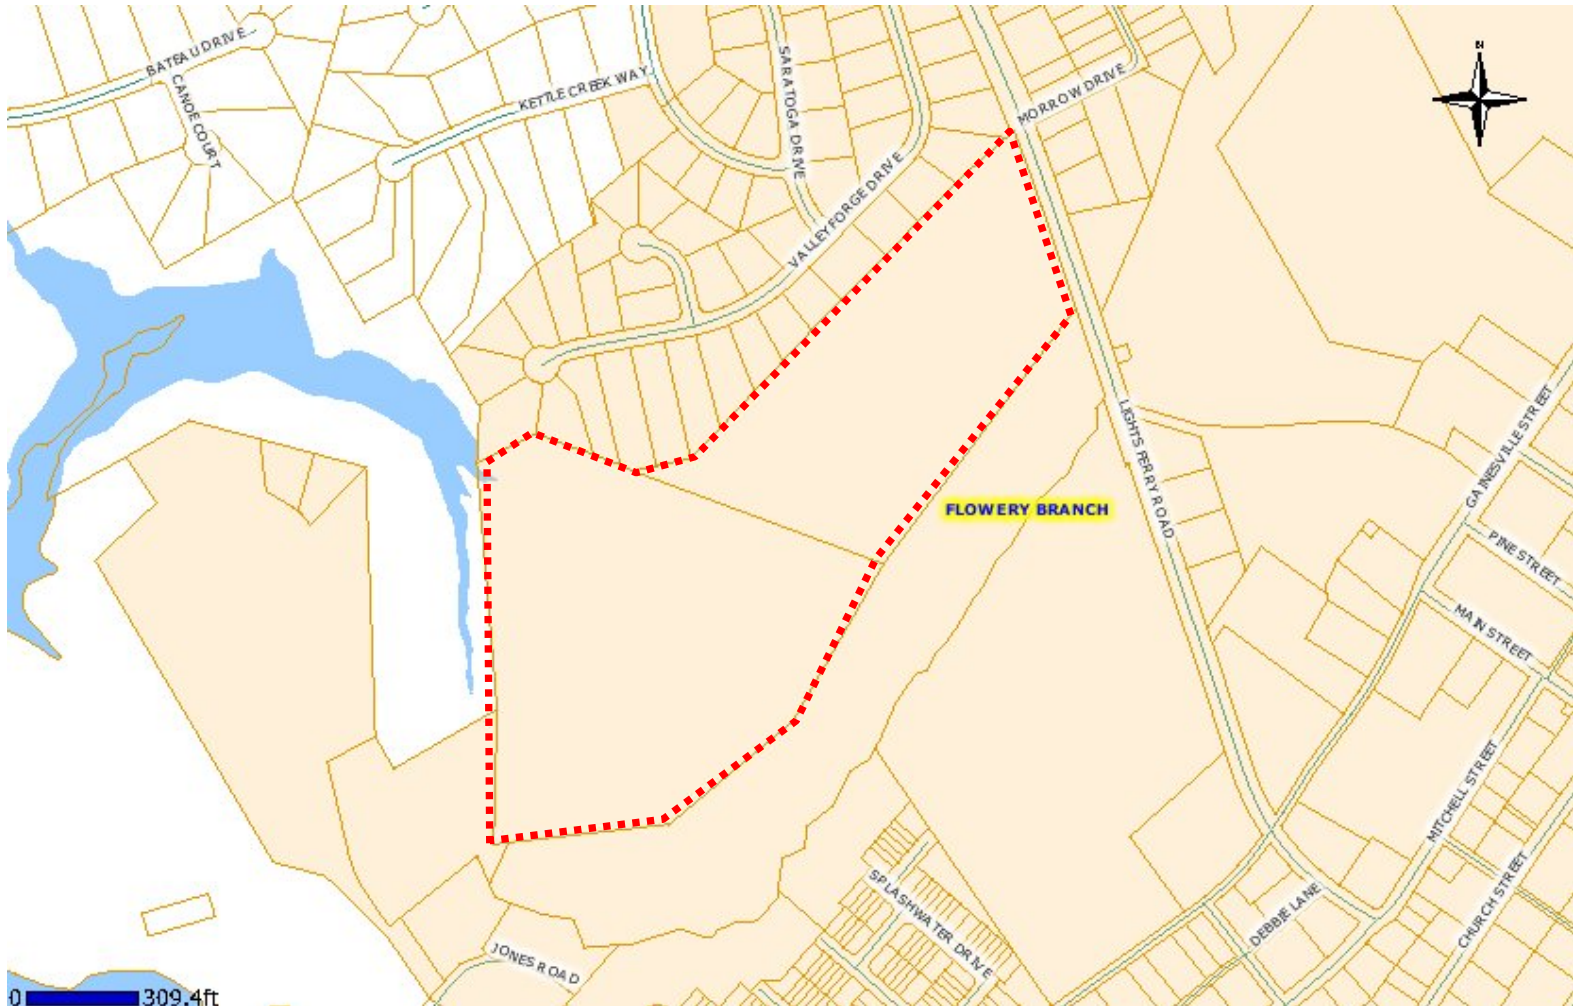 N
BATEAU DRIVE
CANOE COURT
KETTLE CREEK WAY
SARATOGA DRIVE
MORROW DRIVE
VALLEY FORGE DRIVE
LIGHTS FERRY ROAD
GAINESVILLE STREET
FLOWERY BRANCH
PINE STREET
MAIN STREET
MITCHELL STREET
CHURCH STREET
DEBBIE LANE
SPLASHWATER DRIVE
JONES ROAD
0 309.4ft